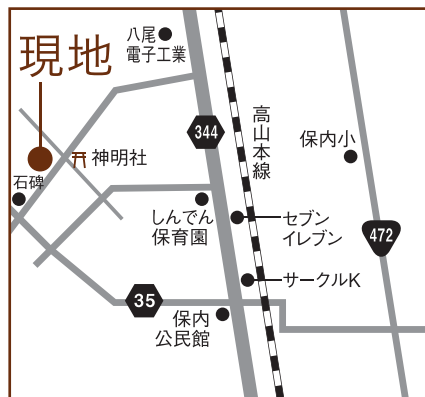 八尾
電子工業
現地
344
高山本線
保内小
神明社
石碑
しんでん
保育園
セブン
イレブン
472
サークルK
35
保内
公民館